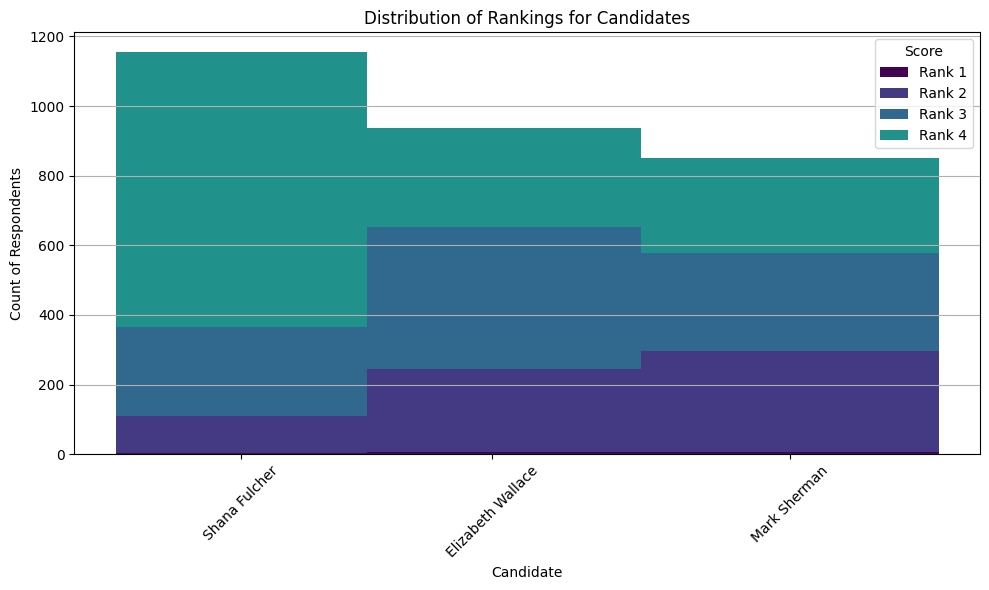 Distribution of Rankings for Candidates
Count of Respondents
1200
1000
800
600
400
200
0
Score
Rank 1
Rank 2
Rank 3
Rank 4
Shana Fulcher
Elizabeth Wallace
Mark Sherman
Candidate